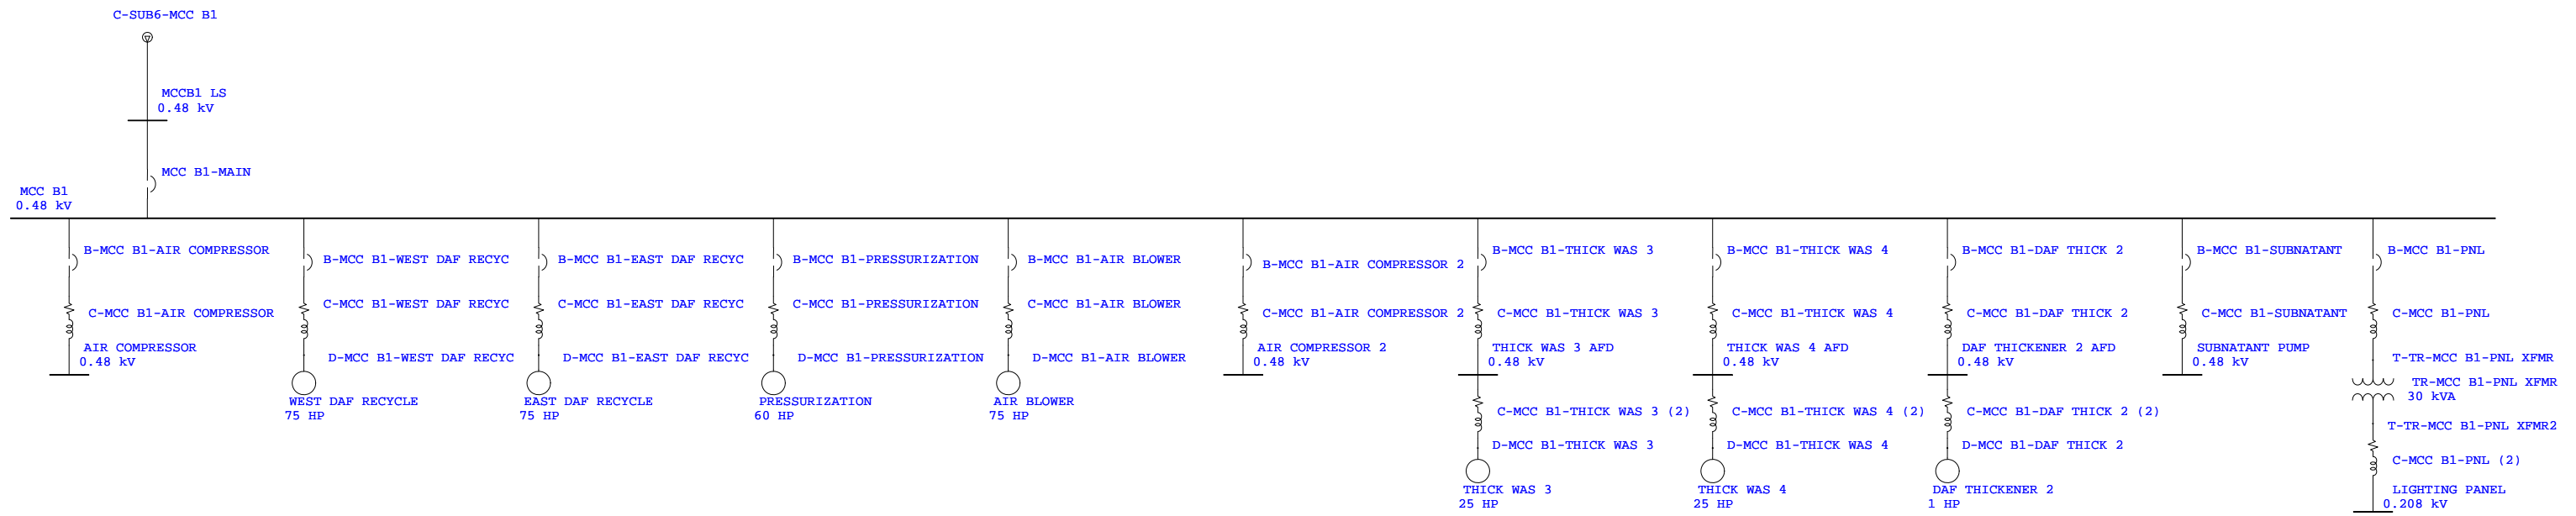 C-SUB6-MCC B1
MCCB1 LS
0.48 kV
MCC B1-MAIN
MCC B1
0.48 kV
B-MCC B1-AIR COMPRESSOR
C-MCC B1-AIR COMPRESSOR
AIR COMPRESSOR
0.48 kV
B-MCC B1-WEST DAF RECYC
C-MCC B1-WEST DAF RECYC
D-MCC B1-WEST DAF RECYC
WEST DAF RECYCLE
75 HP
B-MCC B1-EAST DAF RECYC
C-MCC B1-EAST DAF RECYC
D-MCC B1-EAST DAF RECYC
EAST DAF RECYCLE
75 HP
B-MCC B1-PRESSURIZATION
C-MCC B1-PRESSURIZATION
D-MCC B1-PRESSURIZATION
PRESSURIZATION
60 HP
B-MCC B1-AIR BLOWER
C-MCC B1-AIR BLOWER
D-MCC B1-AIR BLOWER
AIR BLOWER
75 HP
B-MCC B1-AIR COMPRESSOR 2
C-MCC B1-AIR COMPRESSOR 2
AIR COMPRESSOR 2
0.48 kV
B-MCC B1-THICK WAS 3
C-MCC B1-THICK WAS 3
THICK WAS 3 AFD
0.48 kV
C-MCC B1-THICK WAS 3 (2)
D-MCC B1-THICK WAS 3
THICK WAS 3
25 HP
B-MCC B1-THICK WAS 4
C-MCC B1-THICK WAS 4
THICK WAS 4 AFD
0.48 kV
C-MCC B1-THICK WAS 4 (2)
D-MCC B1-THICK WAS 4
THICK WAS 4
25 HP
B-MCC B1-DAF THICK 2
C-MCC B1-DAF THICK 2
DAF THICKENER 2 AFD
0.48 kV
C-MCC B1-DAF THICK 2 (2)
D-MCC B1-DAF THICK 2
DAF THICKENER 2
1 HP
B-MCC B1-SUBNATANT
C-MCC B1-SUBNATANT
SUBNATANT PUMP
0.48 kV
B-MCC B1-PNL
C-MCC B1-PNL
T-TR-MCC B1-PNL XFMR
TR-MCC B1-PNL XFMR
30 kVA
T-TR-MCC B1-PNL XFMR2
C-MCC B1-PNL (2)
LIGHTING PANEL
0.208 kV